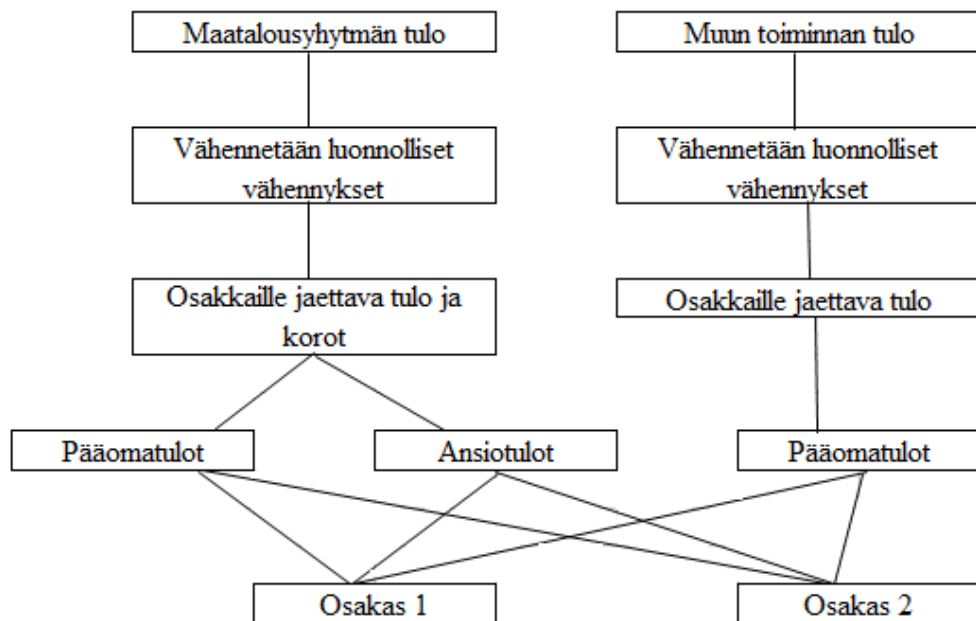 Maatalousyhytmän tulo
Muun toiminnan tulo
Vähennetään luonnolliset
vähennykset
Vähennetään luonnolliset
vähennykset
Osakkaille jaettava tulo ja
korot
Osakkaille jaettava tulo
Pääomatulot
Ansiotulot
Pääomatulot
Osakas 1
Osakas 2